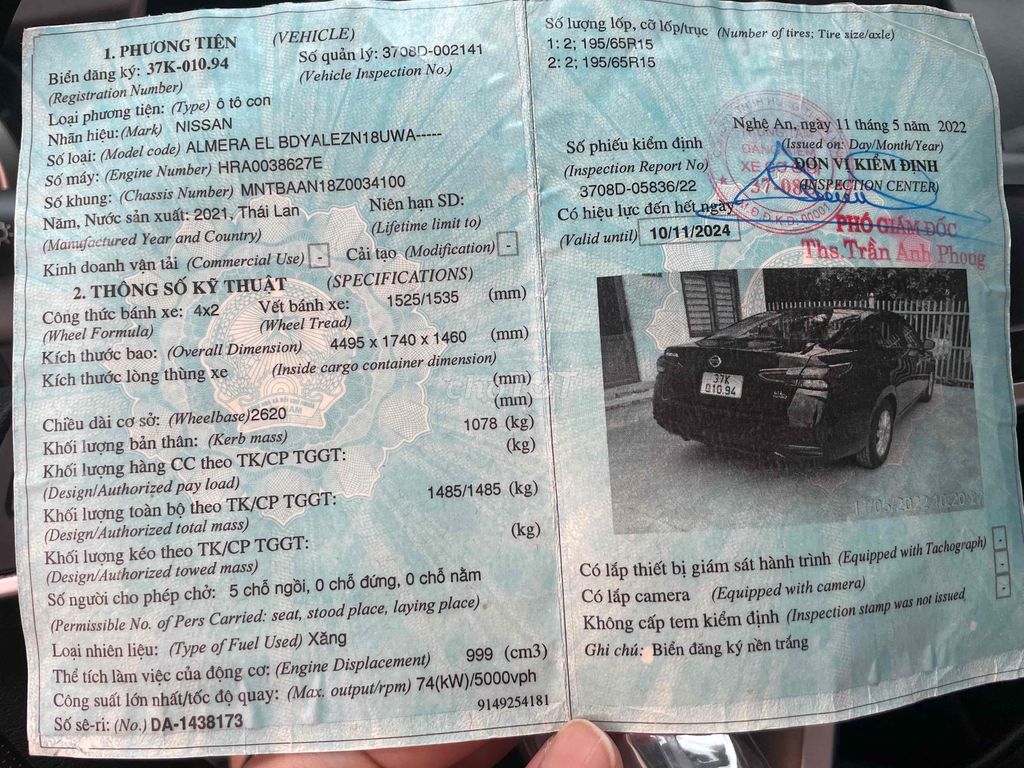 1. PHƯƠNG TIỆN (VEHICLE)
Biển đăng ký: 37K-010.94 Số quản lý: 3708D-002141
(Registration Number) (Vehicle Inspection No.)
Loại phương tiện: (Type) ô tô con
Nhãn hiệu: (Mark) NISSAN
Số loại: (Model code) ALMERA EL BDYALEZN18UWA-----
Số máy: (Engine Number) HRA0038627E
Số khung: (Chassis Number) MNTBAAN18Z0034100
Năm, Nước sản xuất: 2021, Thái Lan Niên hạn SD:
(Manufactured Year and Country) (Lifetime limit to)
Kinh doanh vận tải (Commercial Use) - Cải tạo (Modification) -
2. THÔNG SỐ KỸ THUẬT (SPECIFICATIONS)
Công thức bánh xe: 4x2 Vết bánh xe: 1525/1535 (mm)
(Wheel Formula) (Wheel Tread)
Kích thước bao: (Overall Dimension) 4495 x 1740 x 1460 (mm)
Kích thước lòng thùng xe (Inside cargo container dimension)
(mm)
Chiều dài cơ sở: (Wheelbase) 2620 (mm)
Khối lượng bản thân: (Kerb mass) 1078 (kg)
Khối lượng hàng CC theo TK/CP TGGT: (kg)
(Design/Authorized pay load)
Khối lượng toàn bộ theo TK/CP TGGT: 1485/1485 (kg)
(Design/Authorized total mass)
Khối lượng kéo theo TK/CP TGGT: (kg)
(Design/Authorized towed mass)
Số người cho phép chở: 5 chỗ ngồi, 0 chỗ đứng, 0 chỗ nằm
(Permissible No. of Pers Carried: seat, stood place, laying place)
Loại nhiên liệu: (Type of Fuel Used) Xăng
Thể tích làm việc của động cơ: (Engine Displacement) 999 (cm3)
Công suất lớn nhất/tốc độ quay: (Max. output/rpm) 74(kW)/5000vph
Số sê-ri: (No.) DA-1438173 9149254181
Số lượng lốp, cỡ lốp/trục (Number of tires; Tire size/axle)
1: 2; 195/65R15
2: 2; 195/65R15
Nghệ An, ngày 11 tháng 5 năm 2022
Số phiếu kiểm định (Issued on: Day/Month/Year)
(Inspection Report No) ĐƠN VỊ KIỂM ĐỊNH
3708D-05836/22 (INSPECTION CENTER)
Có hiệu lực đến hết ngày
(Valid until) 10/11/2024
PHÓ GIÁM ĐỐC
Ths.Trần Anh Phong
37K
010.94
Có lắp thiết bị giám sát hành trình (Equipped with Tachograph) -
Có lắp camera (Equipped with camera) -
Không cấp tem kiểm định (Inspection stamp was not issued -
Ghi chú: Biển đăng ký nền trắng